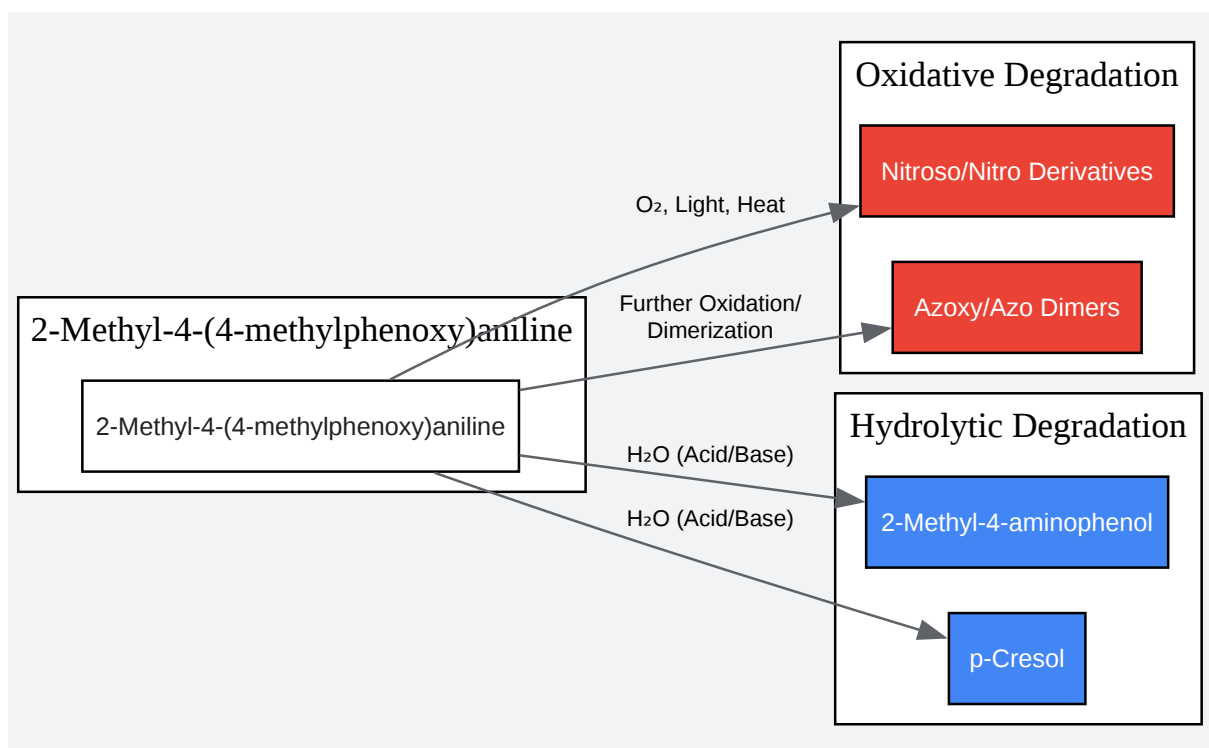 2-Methyl-4-(4-methylphenoxy)aniline
2-Methyl-4-(4-methylphenoxy)aniline
O₂, Light, Heat
Further Oxidation/
Dimerization
H₂O (Acid/Base)
H₂O (Acid/Base)
Oxidative Degradation
Nitroso/Nitro Derivatives
Azoxy/Azo Dimers
Hydrolytic Degradation
2-Methyl-4-aminophenol
p-Cresol